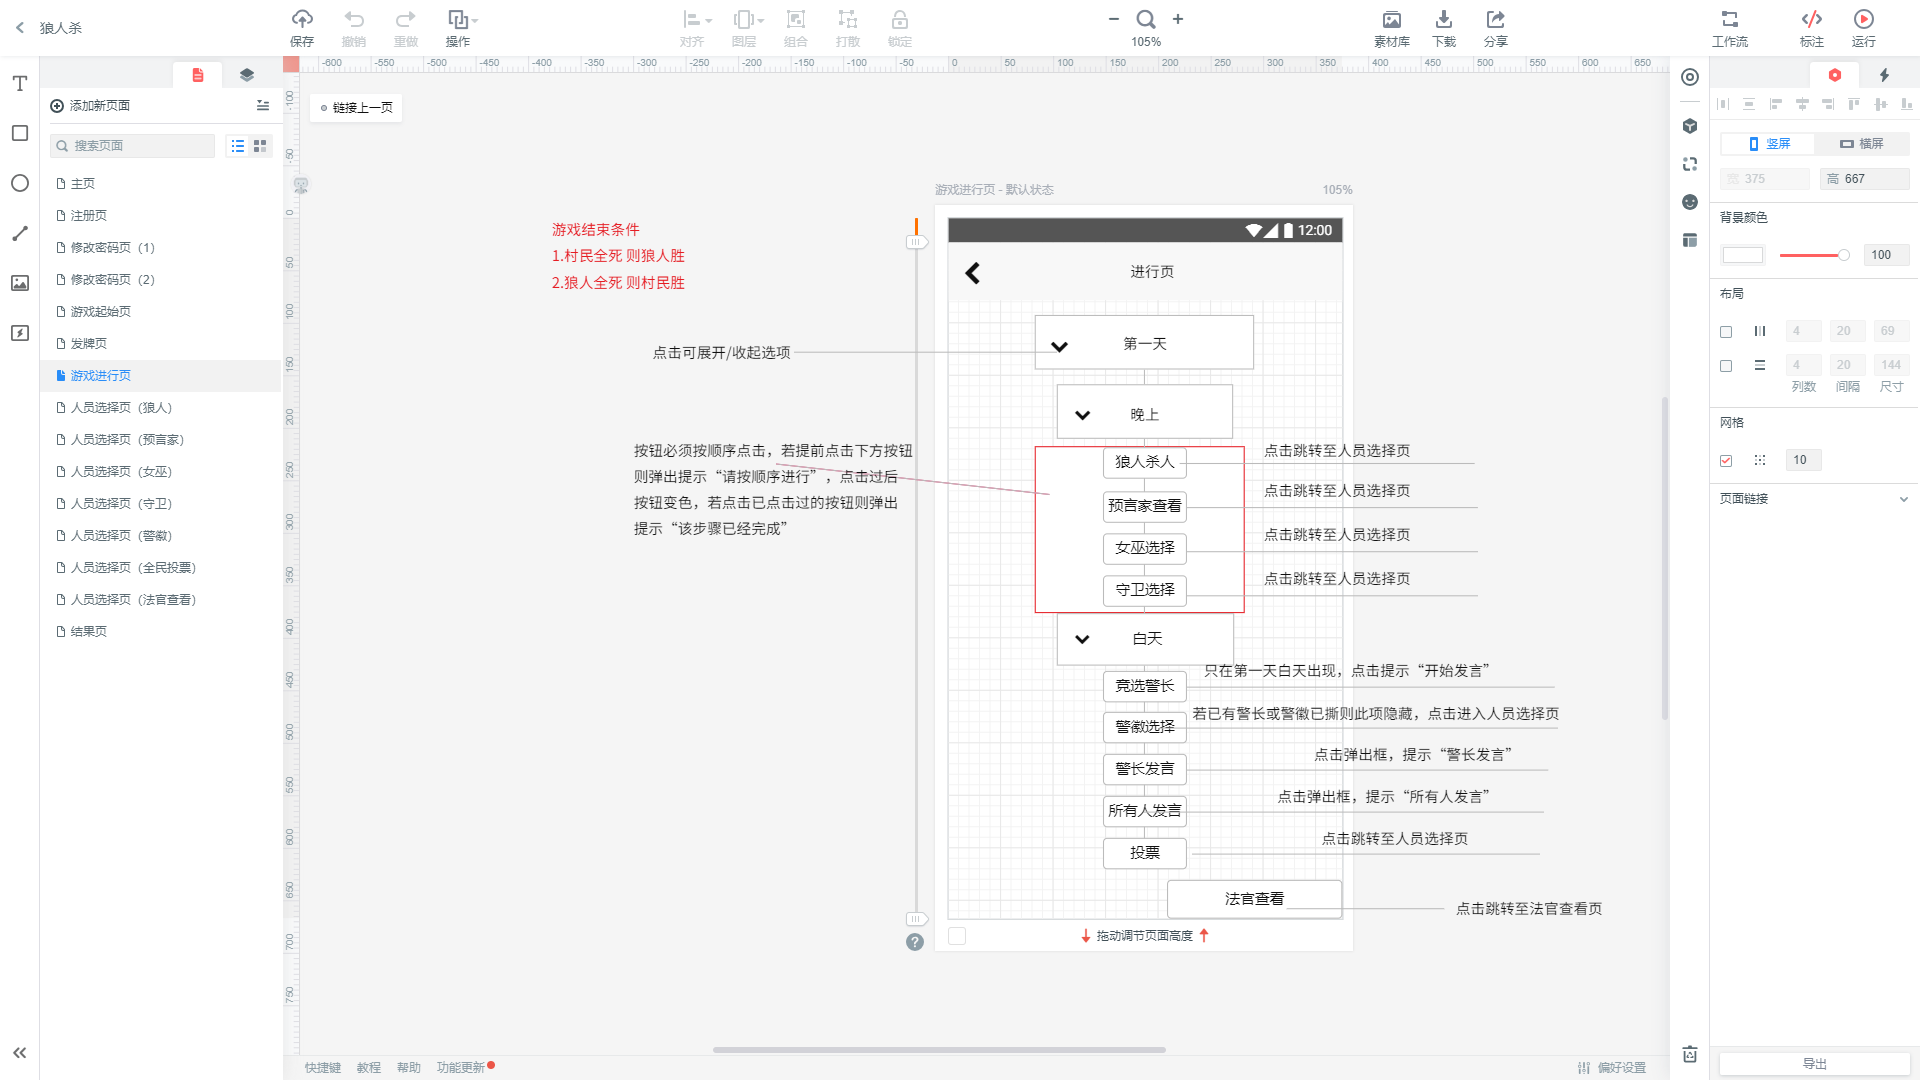 狼人杀
保存
撤销
重做
操作
对齐
图层
组合
打散
锁定
105%
素材库
下载
分享
工作流
标注
运行
添加新页面
搜索页面
主页
注册页
修改密码页（1）
修改密码页（2）
游戏起始页
发牌页
游戏进行页
人员选择页（狼人）
人员选择页（预言家）
人员选择页（女巫）
人员选择页（守卫）
人员选择页（警徽）
人员选择页（全民投票）
人员选择页（法官查看）
结果页
-600 -550 -500 -450 -400 -350 -300 -250 -200 -150 -100 -50 0 50 100 150 200 250 300 350 400 450 500 550 600 650
-100
-50
0
50
100
150
200
250
300
350
400
450
500
550
600
650
700
750
链接上一页
游戏进行页 - 默认状态
105%
游戏结束条件
1.村民全死 则狼人胜
2.狼人全死 则村民胜
12:00
进行页
点击可展开/收起选项
第一天
晚上
按钮必须按顺序点击，若提前点击下方按钮
则弹出提示“请按顺序进行”，点击过后
按钮变色，若点击已点击过的按钮则弹出
提示“该步骤已经完成”
狼人杀人
点击跳转至人员选择页
预言家查看
点击跳转至人员选择页
女巫选择
点击跳转至人员选择页
守卫选择
点击跳转至人员选择页
白天
只在第一天白天出现，点击提示“开始发言”
竞选警长
若已有警长或警徽已撕则此项隐藏，点击进入人员选择页
警徽选择
点击弹出框，提示“警长发言”
警长发言
点击弹出框，提示“所有人发言”
所有人发言
点击跳转至人员选择页
投票
法官查看
点击跳转至法官查看页
拖动调节页面高度
?
快捷键
教程
帮助
功能更新
偏好设置
竖屏
横屏
宽 375
高 667
背景颜色
100
布局
4 20 69
4 20 144
列数 间隔 尺寸
网格
10
页面链接
导出